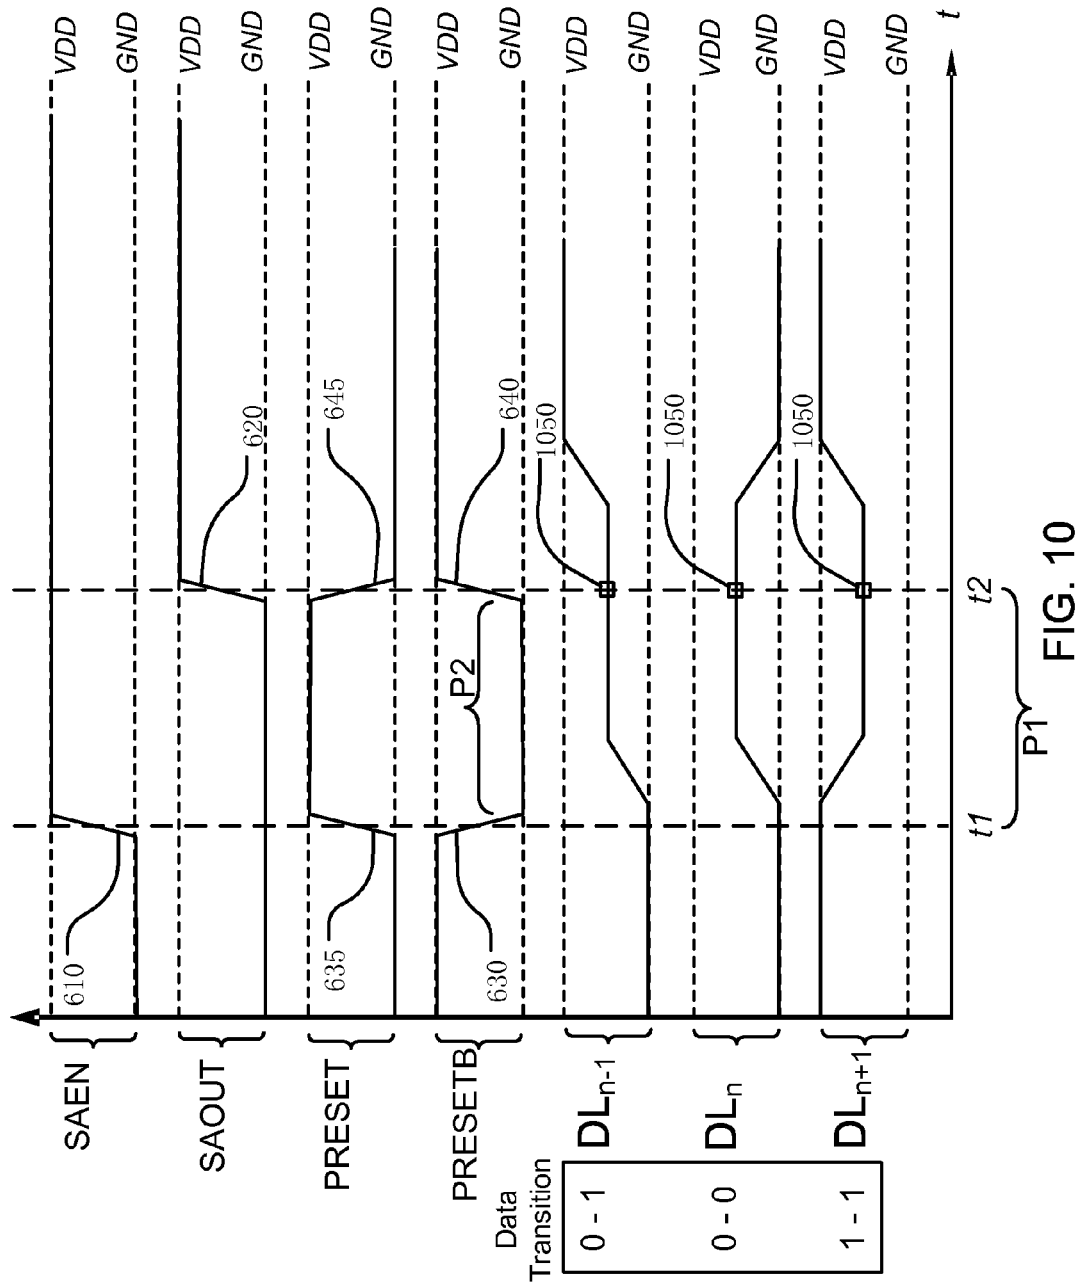 SAEN
610
VDD
GND
SAOUT
620
VDD
GND
PRESET
635
645
VDD
GND
PRESETB
630
P2
640
VDD
GND
Data
Transition
0 - 1
DLn-1
1050
VDD
GND
0 - 0
DLn
1050
VDD
GND
1 - 1
DLn+1
1050
VDD
GND
t
t1
t2
P1
FIG. 10